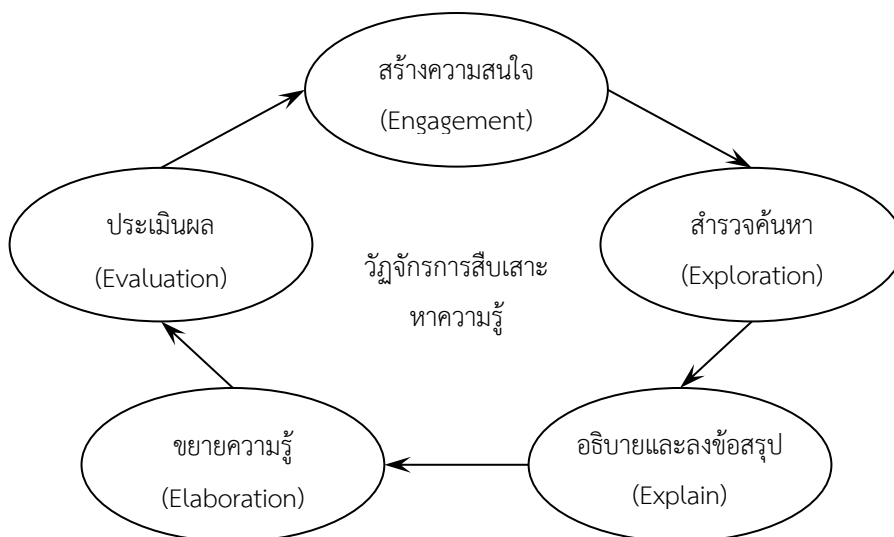 สร้างความสนใจ
(Engagement)
สำรวจค้นหา
(Exploration)
อธิบายและลงข้อสรุป
(Explain)
ขยายความรู้
(Elaboration)
ประเมินผล
(Evaluation)
วัฏจักรการสืบเสาะ
หาความรู้